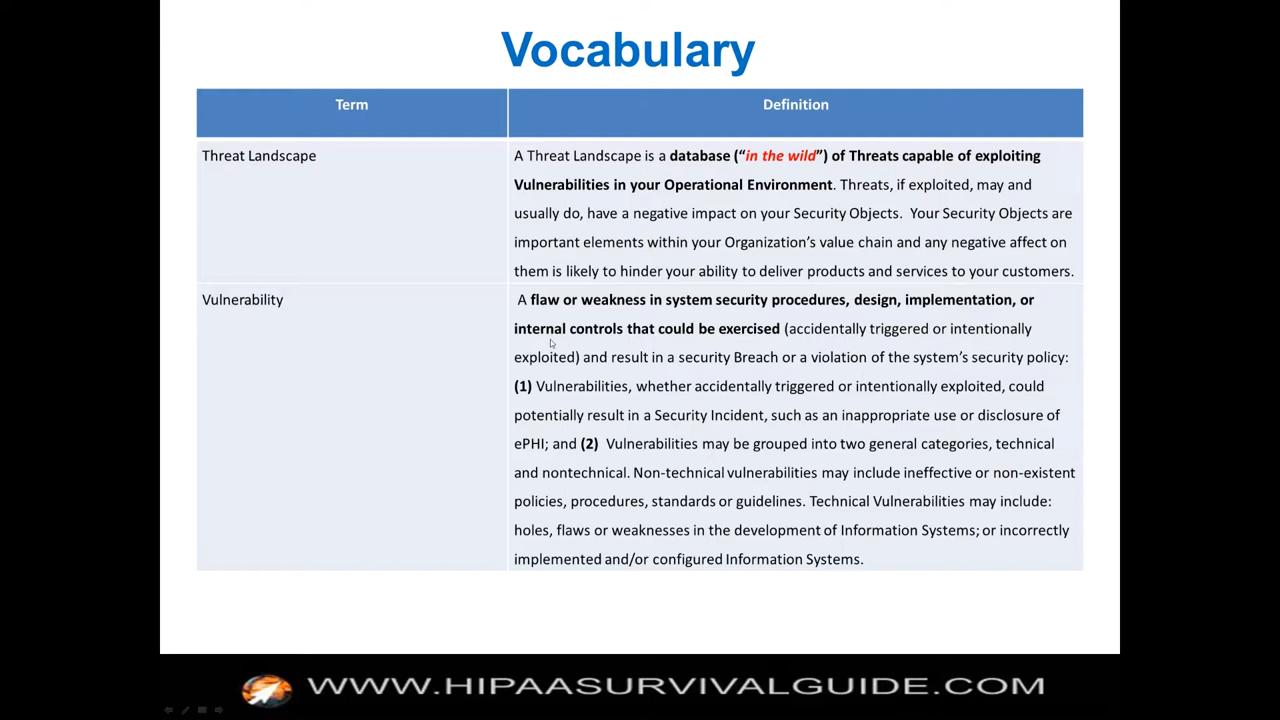 Vocabulary
Term
Definition
Threat Landscape
A Threat Landscape is a database (“in the wild”) of Threats capable of exploiting
Vulnerabilities in your Operational Environment. Threats, if exploited, may and
usually do, have a negative impact on your Security Objects. Your Security Objects are
important elements within your Organization’s value chain and any negative affect on
them is likely to hinder your ability to deliver products and services to your customers.
Vulnerability
A flaw or weakness in system security procedures, design, implementation, or
internal controls that could be exercised (accidentally triggered or intentionally
exploited) and result in a security Breach or a violation of the system’s security policy:
(1) Vulnerabilities, whether accidentally triggered or intentionally exploited, could
potentially result in a Security Incident, such as an inappropriate use or disclosure of
ePHI; and (2) Vulnerabilities may be grouped into two general categories, technical
and nontechnical. Non-technical vulnerabilities may include ineffective or non-existent
policies, procedures, standards or guidelines. Technical Vulnerabilities may include:
holes, flaws or weaknesses in the development of Information Systems; or incorrectly
implemented and/or configured Information Systems.
WWW.HIPAASURVIVALGUIDE.COM